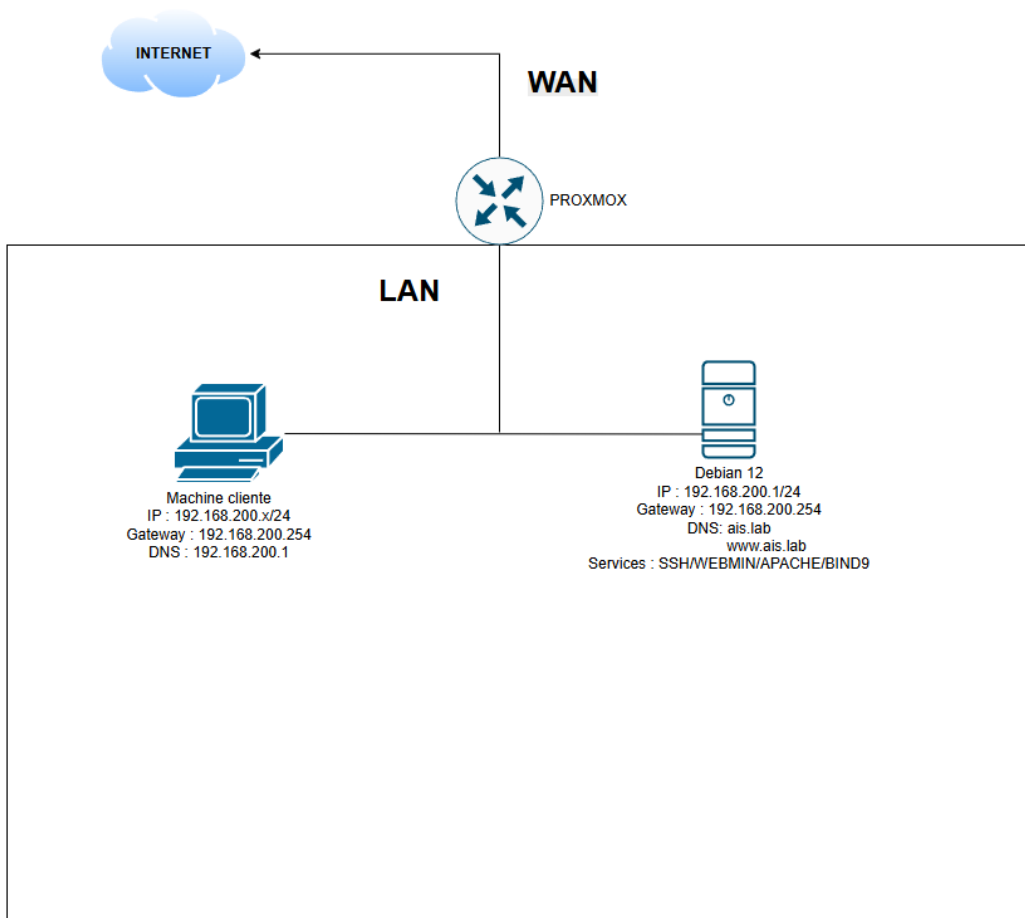 INTERNET
WAN
PROXMOX
LAN
Machine cliente
IP : 192.168.200.x/24
Gateway : 192.168.200.254
DNS : 192.168.200.1
Debian 12
IP : 192.168.200.1/24
Gateway : 192.168.200.254
DNS: ais.lab
www.ais.lab
Services : SSH/WEBMIN/APACHE/BIND9